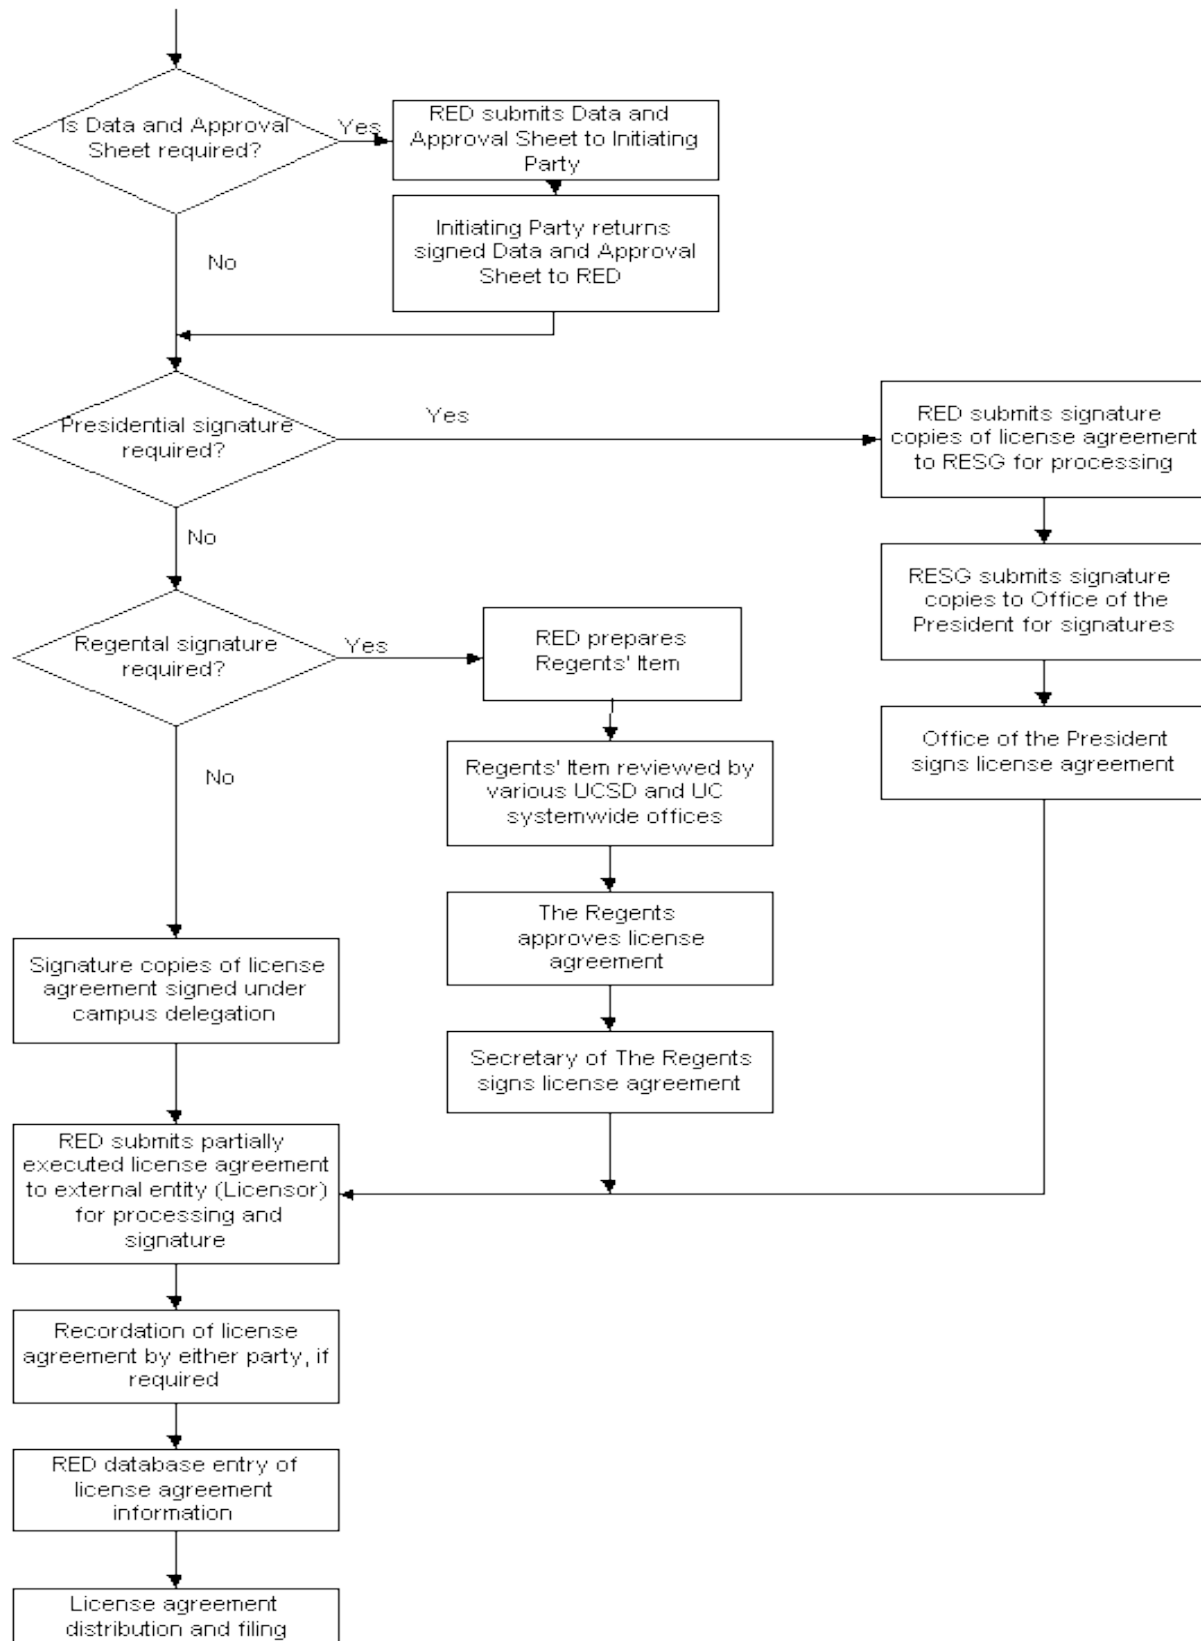 Is Data and Approval
Sheet required?
Yes
RED submits Data and
Approval Sheet to Initiating
Party
Initiating Party returns
signed Data and Approval
Sheet to RED
No
Presidential signature
required?
Yes
RED submits signature
copies of license agreement
to RESG for processing
No
RESG submits signature
copies to Office of the
President for signatures
Regental signature
required?
Yes
RED prepares
Regents' Item
Office of the President
signs license agreement
No
Regents' Item reviewed by
various UCSD and UC
systemwide offices
The Regents
approves license
agreement
Signature copies of license
agreement signed under
campus delegation
Secretary of The Regents
signs license agreement
RED submits partially
executed license agreement
to external entity (Licensor)
for processing and
signature
Recordation of license
agreement by either party, if
required
RED database entry of
license agreement
information
License agreement
distribution and filing